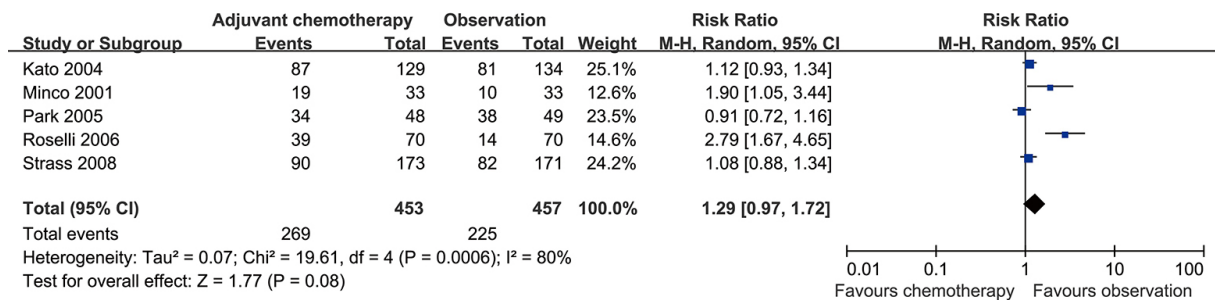 Adjuvant chemotherapy Observation Risk Ratio Risk Ratio
Study or Subgroup Events Total Events Total Weight M-H, Random, 95% CI M-H, Random, 95% CI
Kato 2004 87 129 81 134 25.1% 1.12 [0.93, 1.34]
Minco 2001 19 33 10 33 12.6% 1.90 [1.05, 3.44]
Park 2005 34 48 38 49 23.5% 0.91 [0.72, 1.16]
Roselli 2006 39 70 14 70 14.6% 2.79 [1.67, 4.65]
Strass 2008 90 173 82 171 24.2% 1.08 [0.88, 1.34]
Total (95% CI) 453 457 100.0% 1.29 [0.97, 1.72]
Total events 269 225
Heterogeneity: Tau² = 0.07; Chi² = 19.61, df = 4 (P = 0.0006); I² = 80%
Test for overall effect: Z = 1.77 (P = 0.08)
0.01 0.1 1 10 100
Favours chemotherapy Favours observation